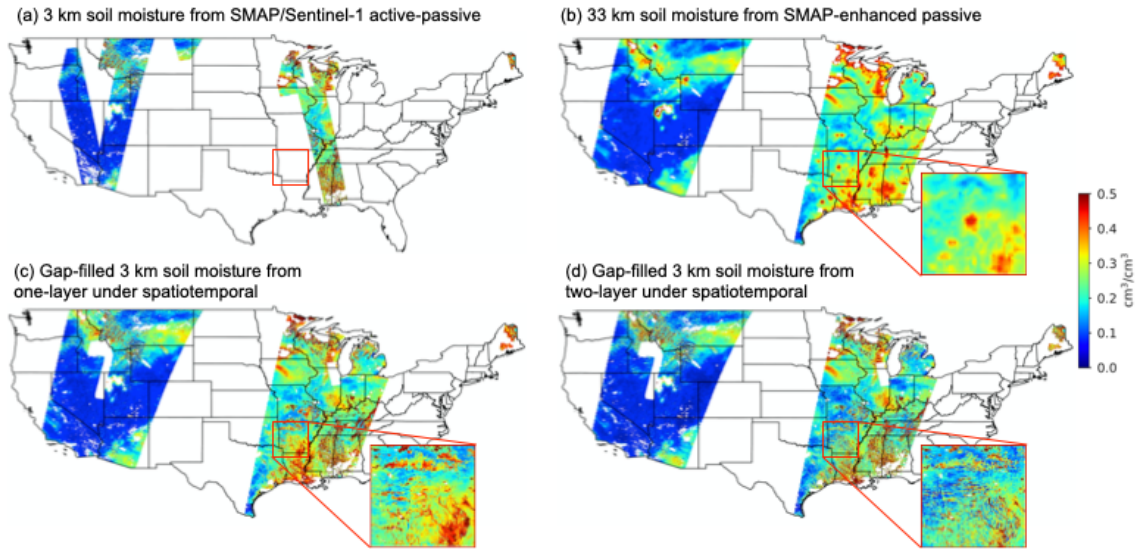 (a) 3 km soil moisture from SMAP/Sentinel-1 active-passive
(b) 33 km soil moisture from SMAP-enhanced passive
0.5
0.4
0.3
0.2
0.1
0.0
cm³/cm³
(c) Gap-filled 3 km soil moisture from
one-layer under spatiotemporal
(d) Gap-filled 3 km soil moisture from
two-layer under spatiotemporal